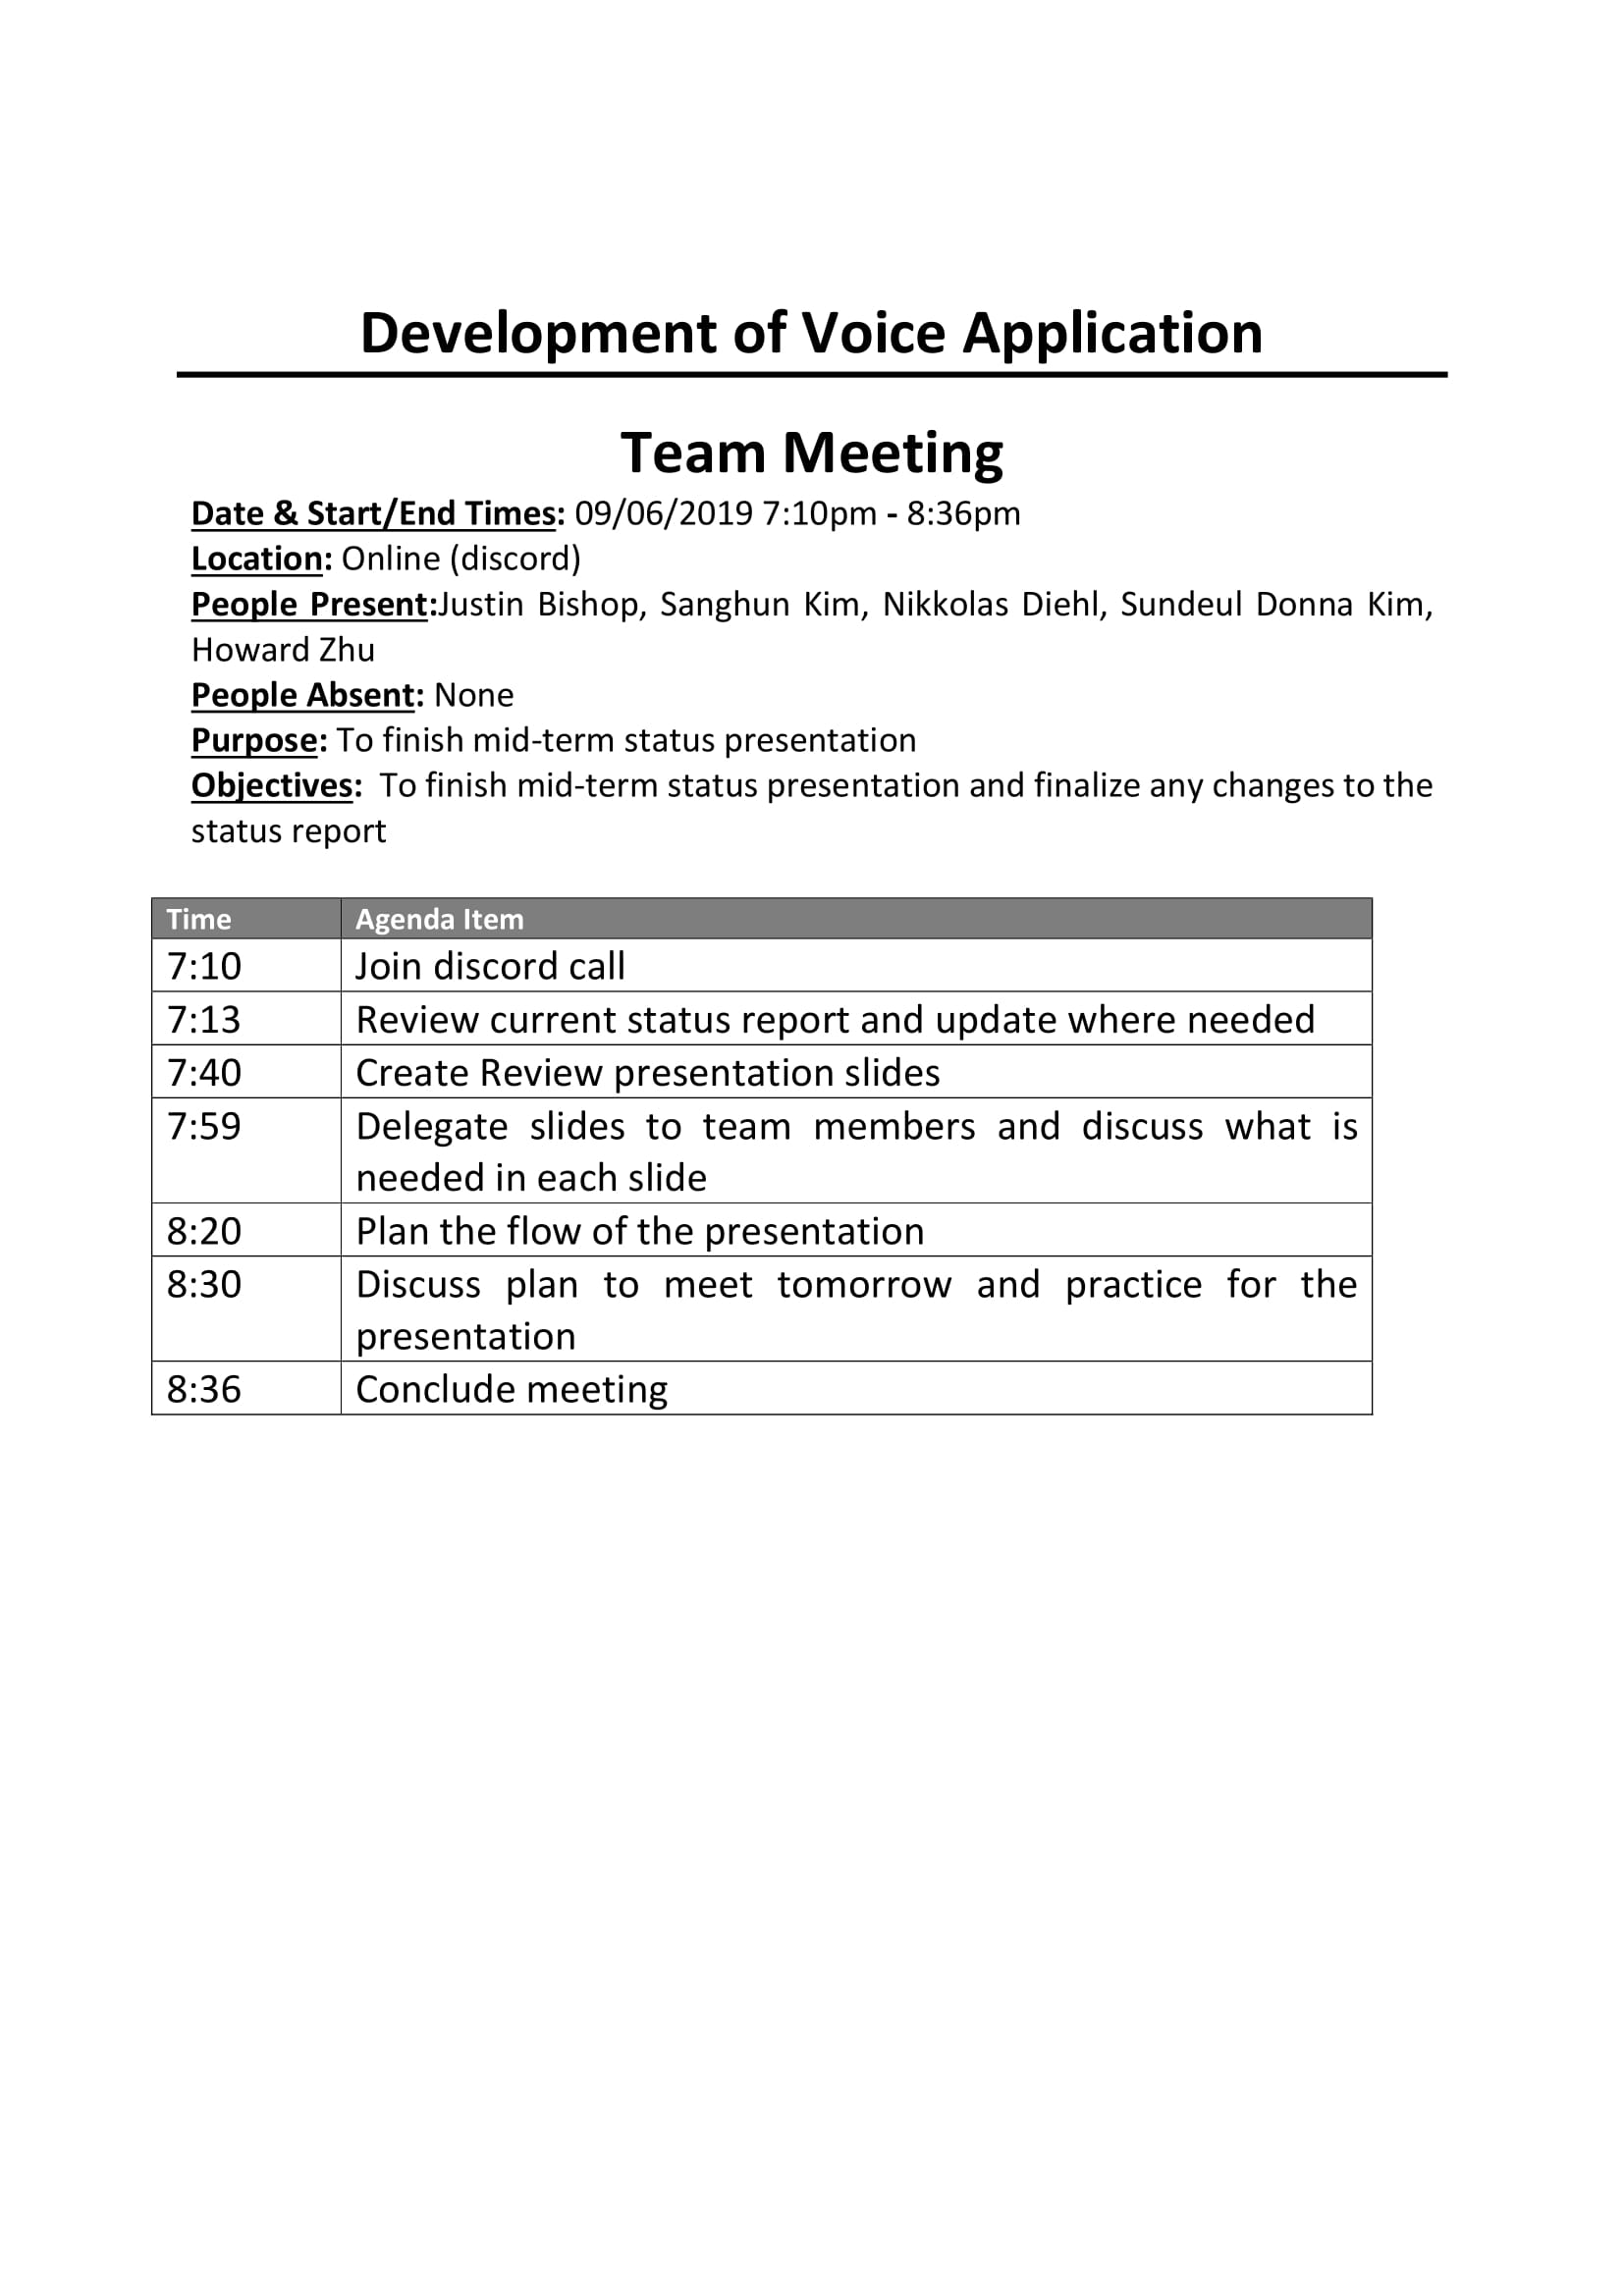 Development of Voice Application
Team Meeting
Date & Start/End Times: 09/06/2019 7:10pm - 8:36pm
Location: Online (discord)
People Present:Justin Bishop, Sanghun Kim, Nikkolas Diehl, Sundeul Donna Kim,
Howard Zhu
People Absent: None
Purpose: To finish mid-term status presentation
Objectives:  To finish mid-term status presentation and finalize any changes to the
status report
Time Agenda Item
7:10 Join discord call
7:13 Review current status report and update where needed
7:40 Create Review presentation slides
7:59 Delegate slides to team members and discuss what is
needed in each slide
8:20 Plan the flow of the presentation
8:30 Discuss plan to meet tomorrow and practice for the
presentation
8:36 Conclude meeting